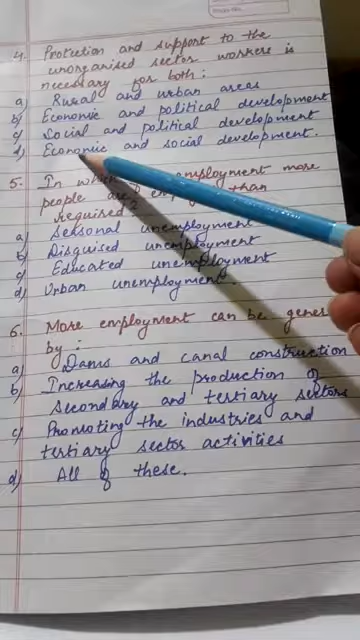 4. Protection and support to the
unorganised sector workers is
necessary for both:
a) Rural and urban areas
b) Economic and political development
c) Social and political development
d) Economic and social development.
5. In employment more
people are than
required?
a) Seasonal unemployment
b) Disguised unemployment
c) Educated unemployment
d) Urban unemployment.
6. More employment can be gene
by:
a) Dams and canal construction
b) Increasing the production of
secondary and tertiary sectors
c) Promoting the industries and
tertiary sector activities
d) All of these.